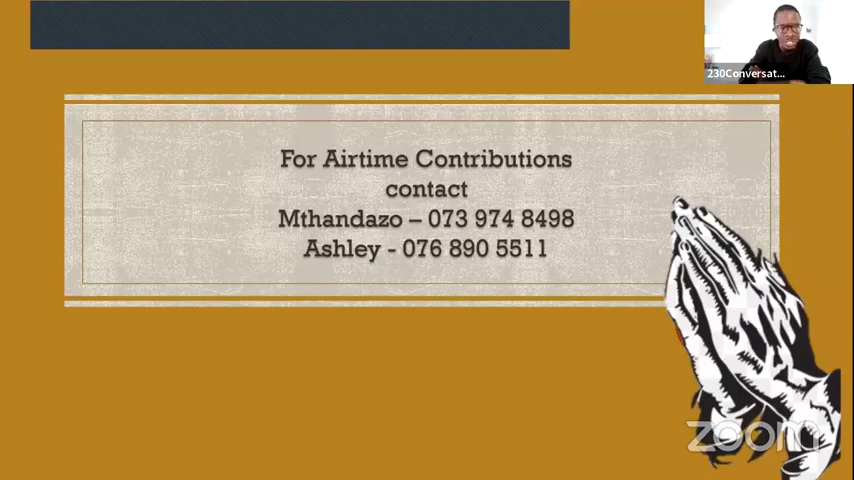 230Conversat...
For Airtime Contributions
contact
Mthandazo – 073 974 8498
Ashley - 076 890 5511
zoom